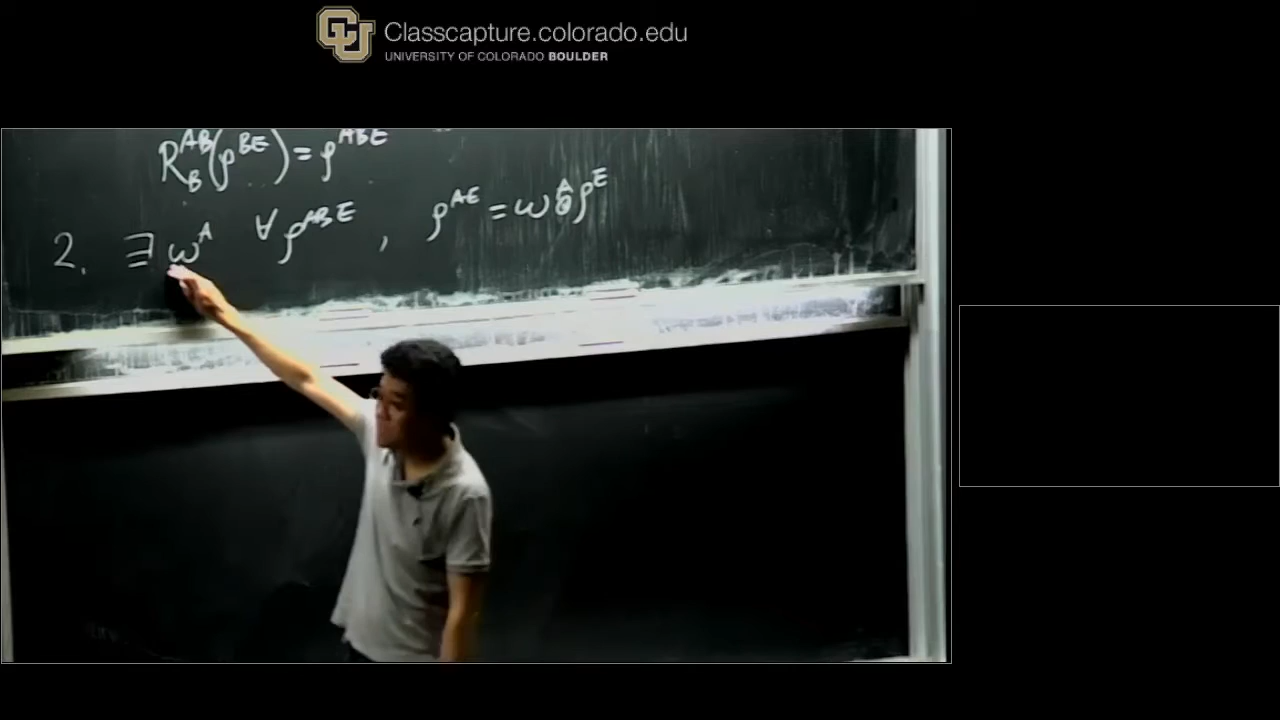 Classcapture.colorado.edu
UNIVERSITY OF COLORADO BOULDER
R_B^{AB}(ρ^{BE}) = ρ^{ABE}
2. ∃ ω^A ∀ ρ^{ABE}, ρ^{AE} = ω^A ⊗ ρ^E